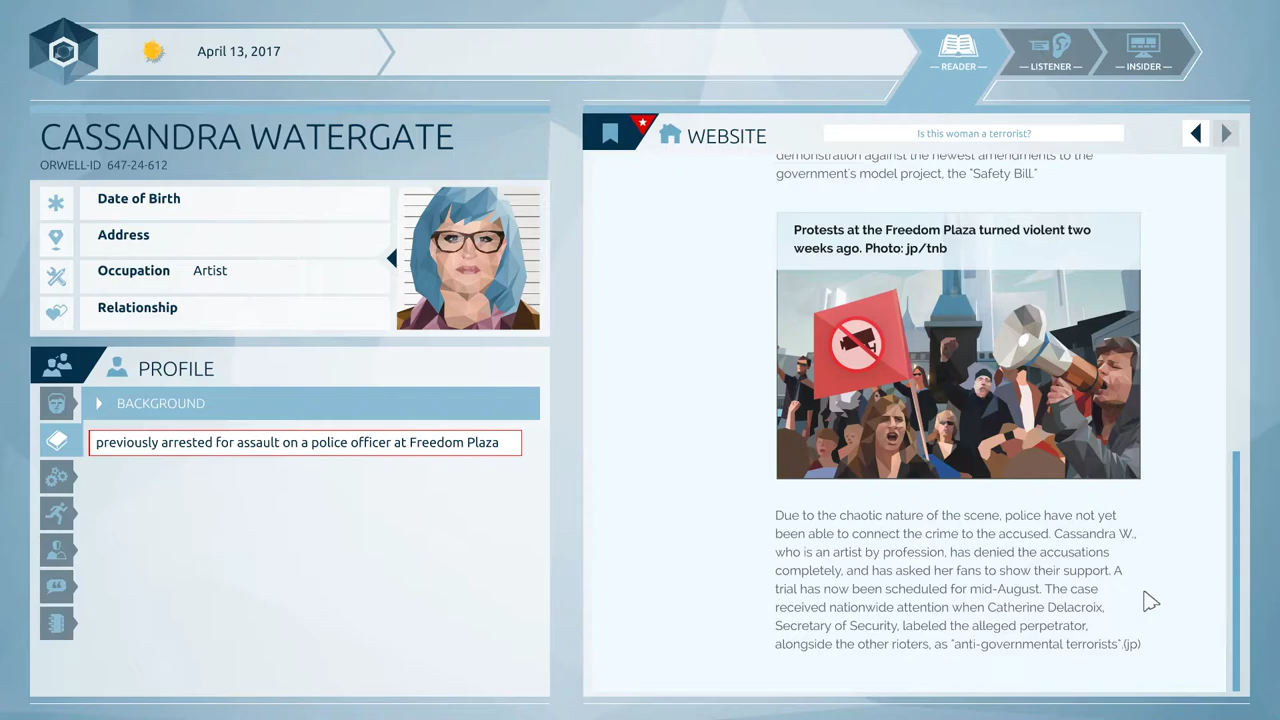 April 13, 2017
READER
LISTENER
INSIDER
CASSANDRA WATERGATE
ORWELL-ID 647-24-612
Date of Birth
Address
Occupation Artist
Relationship
PROFILE
BACKGROUND
previously arrested for assault on a police officer at Freedom Plaza
WEBSITE
Is this woman a terrorist?
demonstration against the newest amendments to the
government's model project, the "Safety Bill."
Protests at the Freedom Plaza turned violent two
weeks ago. Photo: jp/tnb
Due to the chaotic nature of the scene, police have not yet
been able to connect the crime to the accused. Cassandra W.,
who is an artist by profession, has denied the accusations
completely, and has asked her fans to show their support. A
trial has now been scheduled for mid-August. The case
received nationwide attention when Catherine Delacroix,
Secretary of Security, labeled the alleged perpetrator,
alongside the other rioters, as "anti-governmental terrorists".(jp)